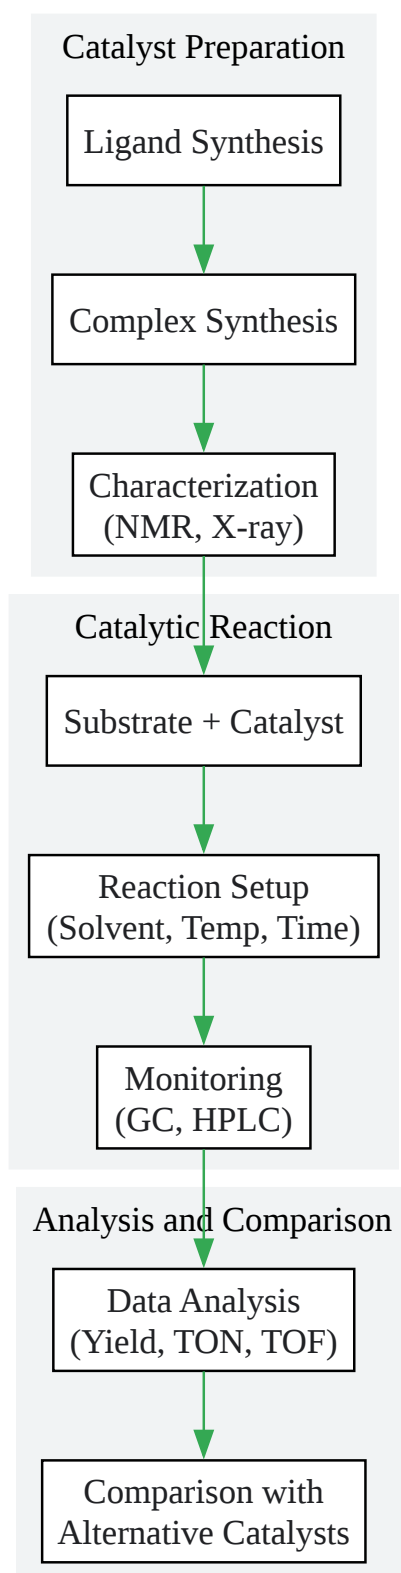 Catalyst Preparation
Ligand Synthesis
Complex Synthesis
Characterization
(NMR, X-ray)
Catalytic Reaction
Substrate + Catalyst
Reaction Setup
(Solvent, Temp, Time)
Monitoring
(GC, HPLC)
Analysis and Comparison
Data Analysis
(Yield, TON, TOF)
Comparison with
Alternative Catalysts